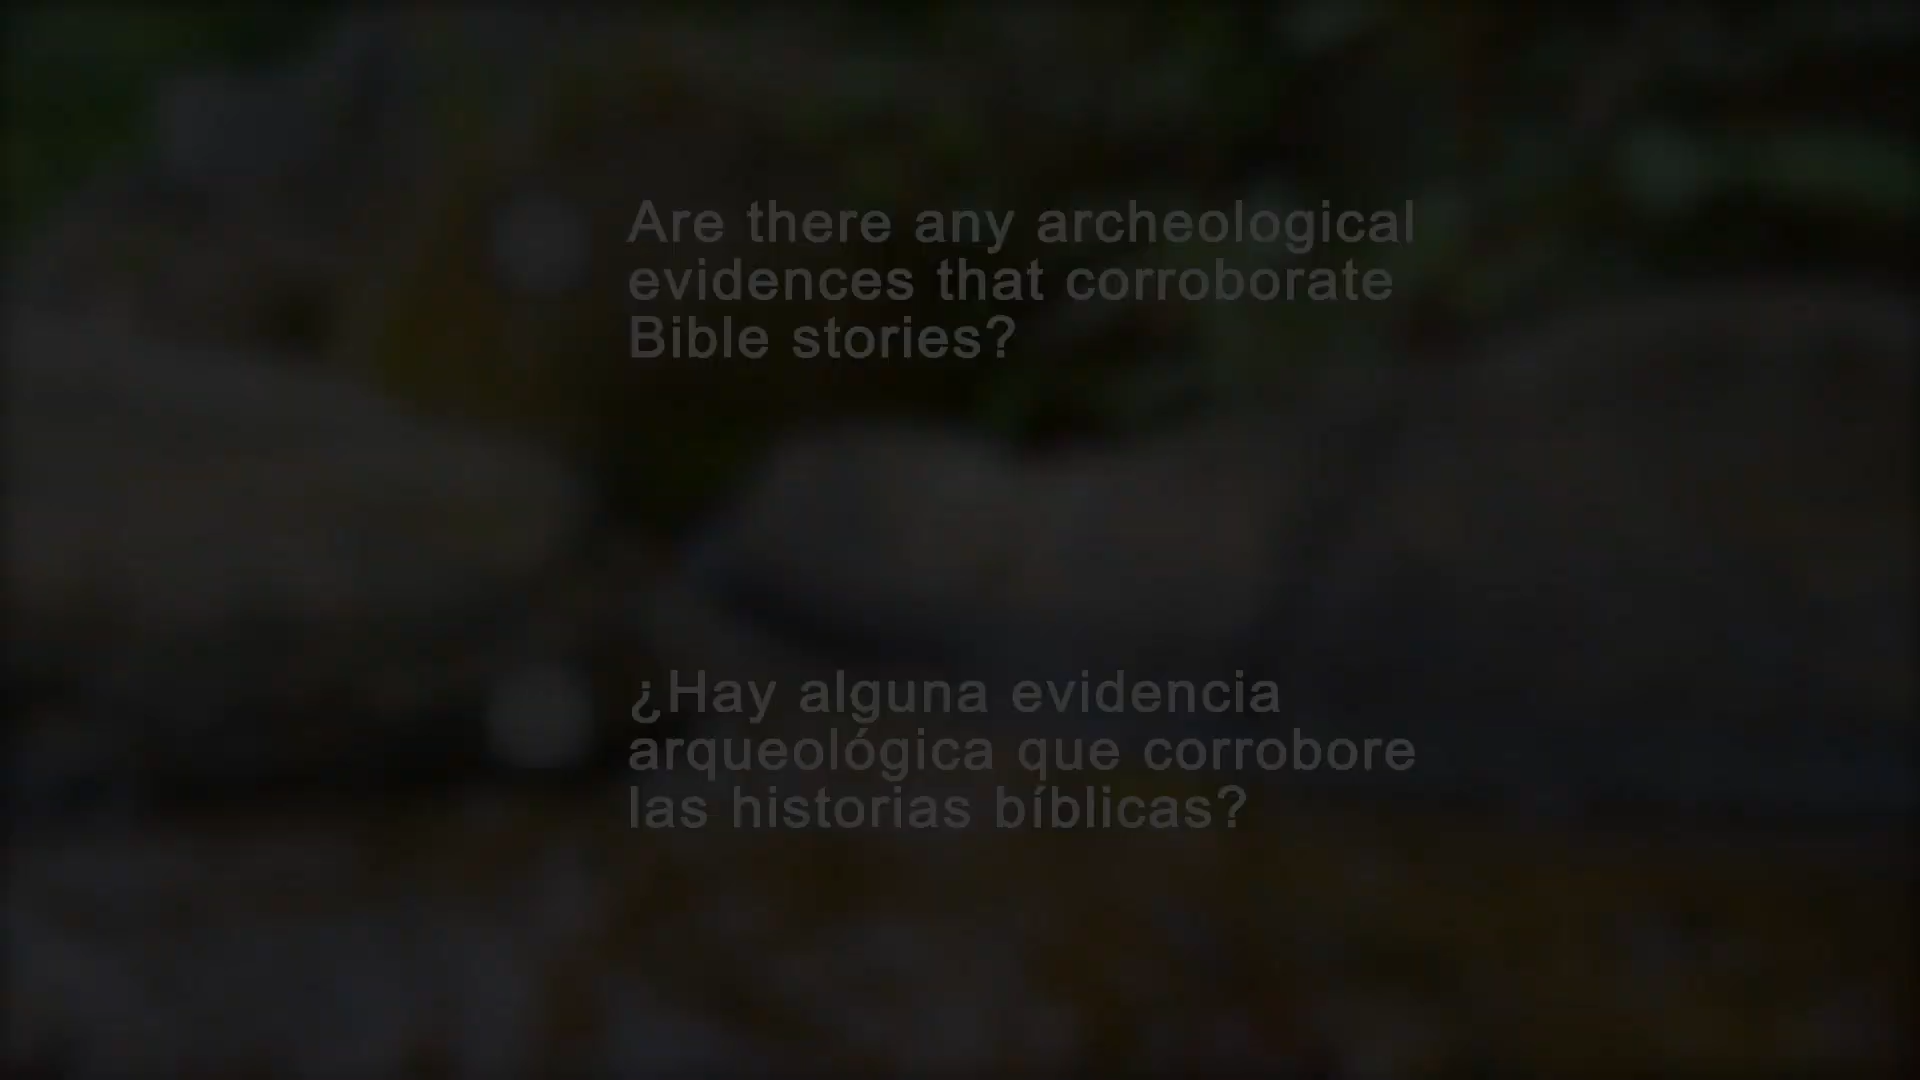 Are there any archeological
evidences that corroborate
Bible stories?
¿Hay alguna evidencia
arqueológica que corrobore
las historias bíblicas?